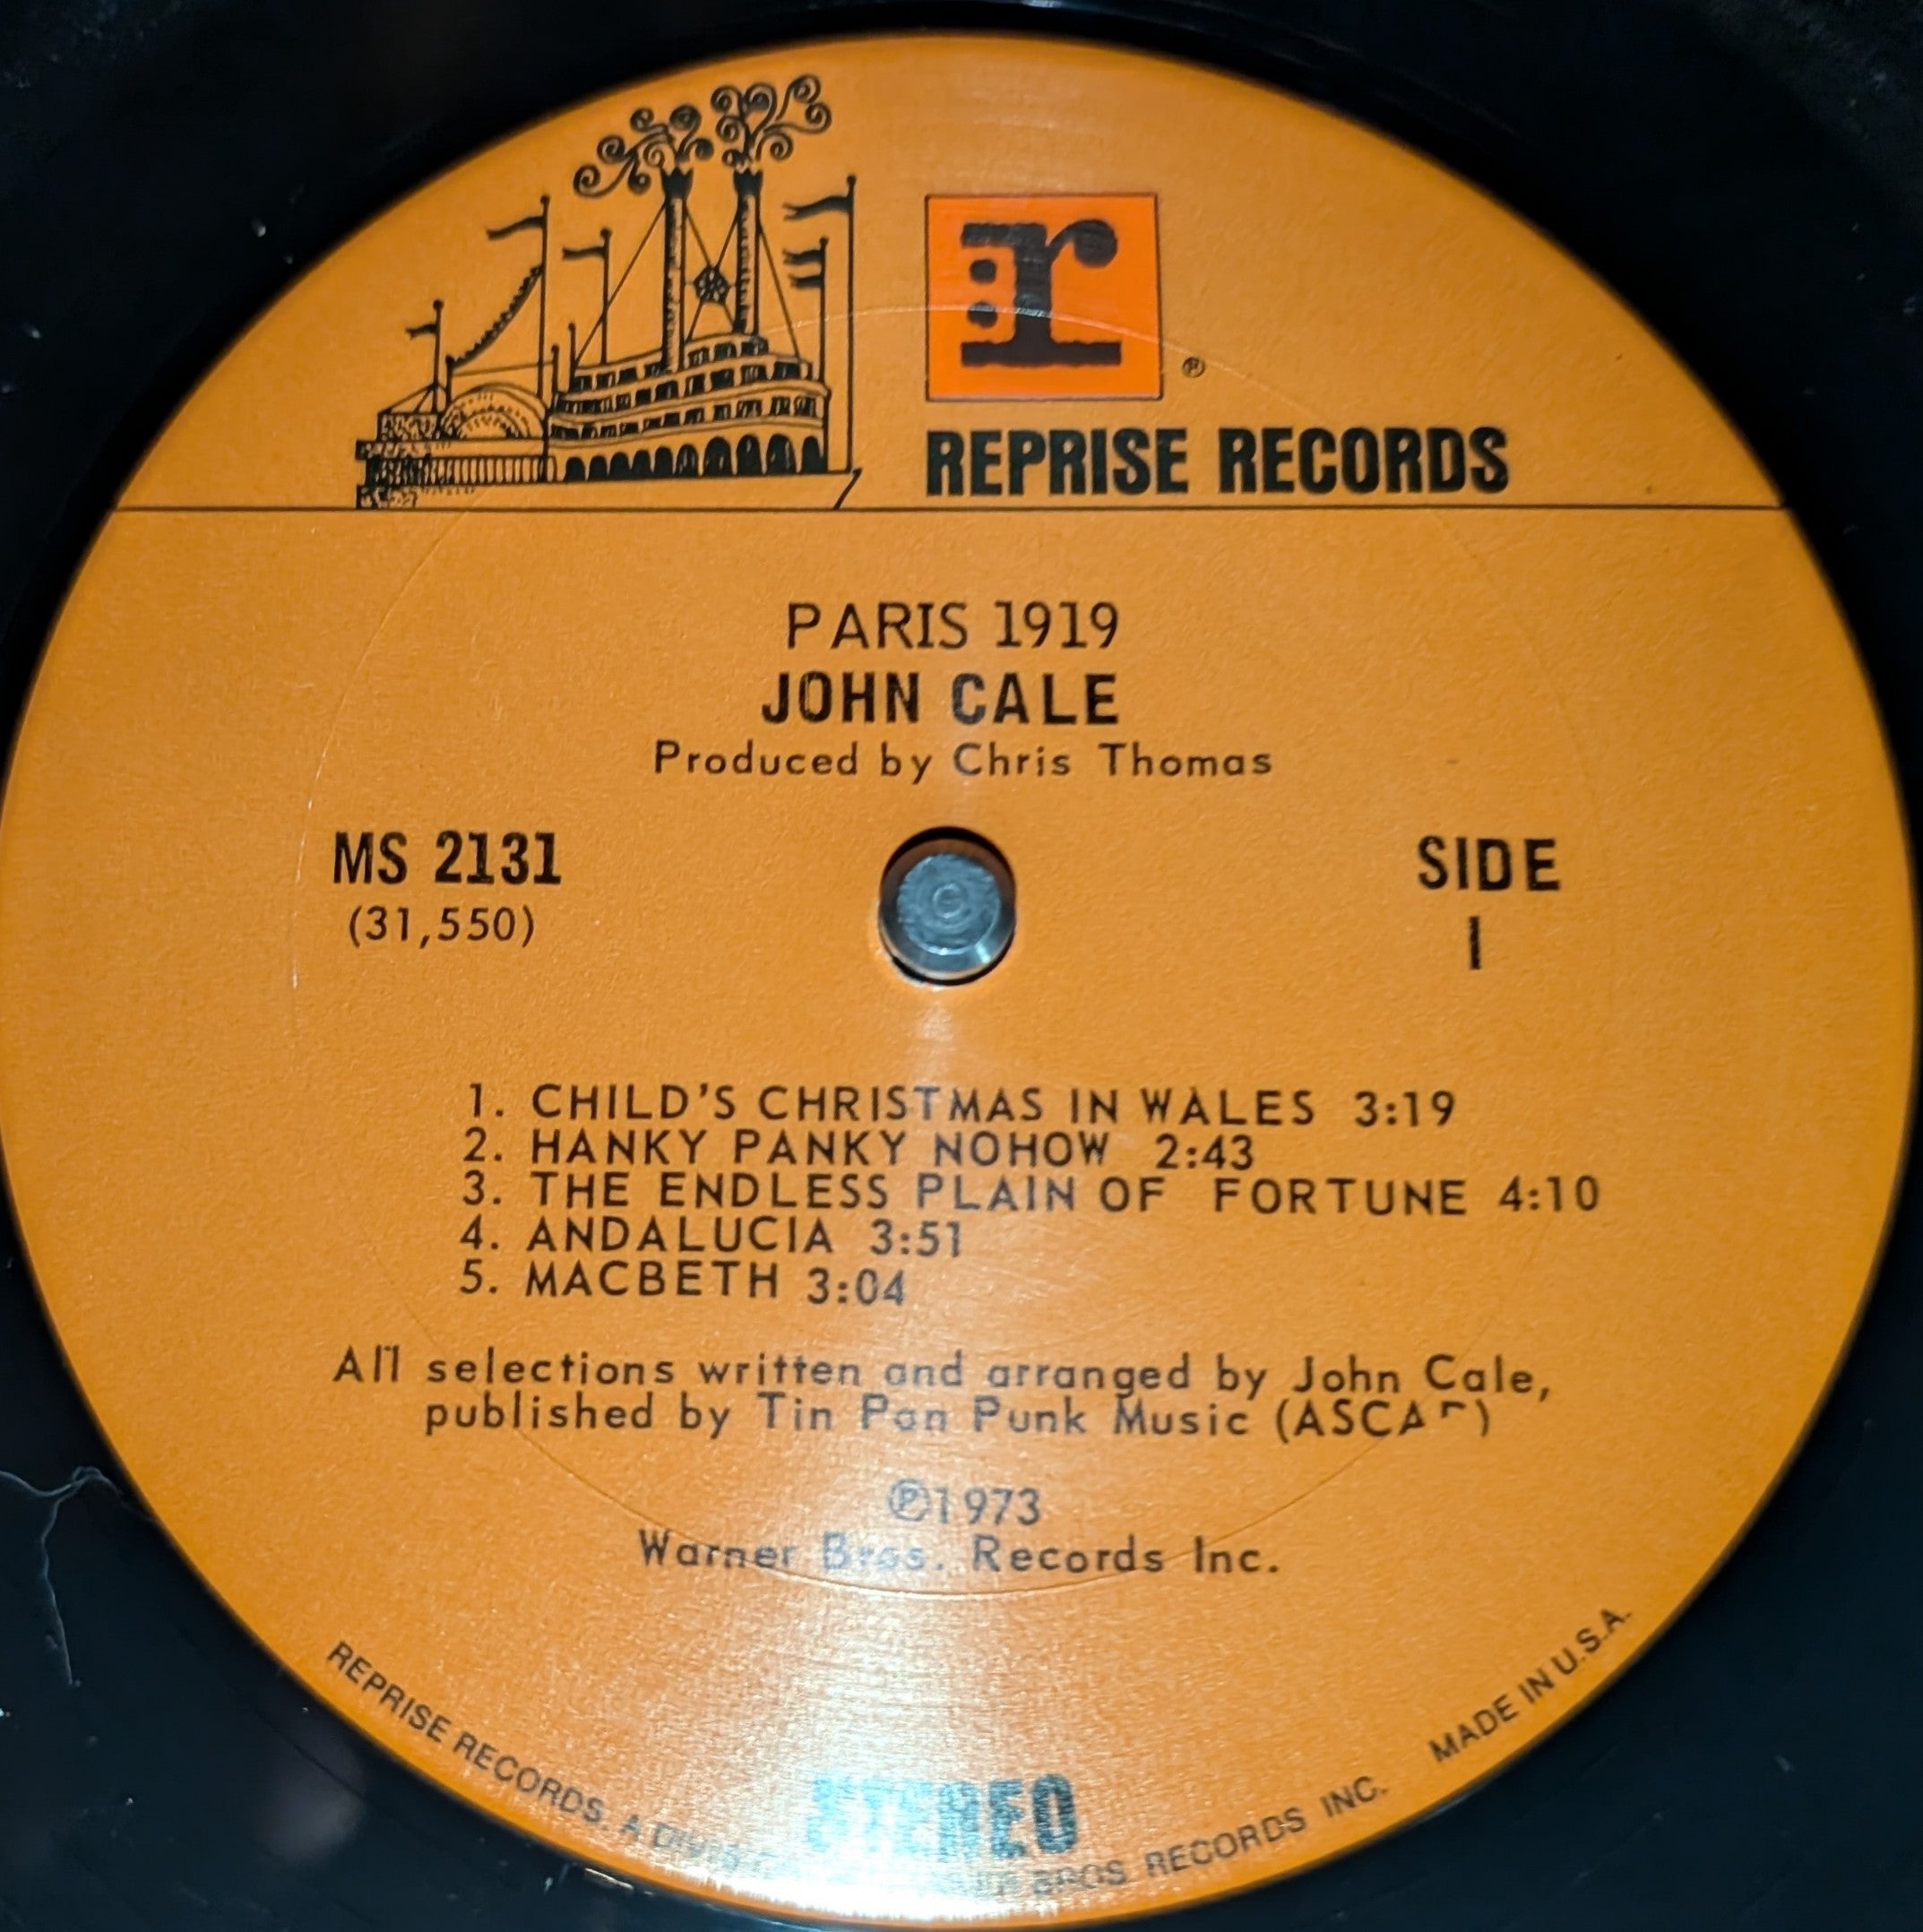 r:
®
REPRISE RECORDS
PARIS 1919
JOHN CALE
Produced by Chris Thomas
MS 2131
(31,550)
SIDE
1
1. CHILD'S CHRISTMAS IN WALES 3:19
2. HANKY PANKY NOHOW 2:43
3. THE ENDLESS PLAIN OF FORTUNE 4:10
4. ANDALUCIA 3:51
5. MACBETH 3:04
All selections written and arranged by John Cale,
published by Tin Pan Punk Music (ASCAP)
℗1973
Warner Bros. Records Inc.
STEREO
REPRISE RECORDS. A BROS RECORDS INC. MADE IN U.S.A.